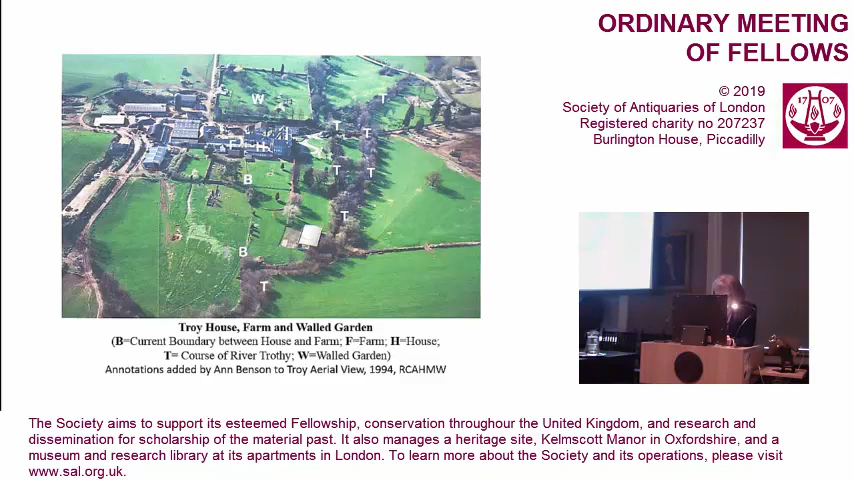 ORDINARY MEETING
OF FELLOWS
© 2019
Society of Antiquaries of London
Registered charity no 207237
Burlington House, Piccadilly
17 07
W
T
T
T
F
H
T
T
B
T
B
T
Troy House, Farm and Walled Garden
(B=Current Boundary between House and Farm; F=Farm; H=House;
T= Course of River Trothy; W=Walled Garden)
Annotations added by Ann Benson to Troy Aerial View, 1994, RCAHMW
The Society aims to support its esteemed Fellowship, conservation throughour the United Kingdom, and research and
dissemination for scholarship of the material past. It also manages a heritage site, Kelmscott Manor in Oxfordshire, and a
museum and research library at its apartments in London. To learn more about the Society and its operations, please visit
www.sal.org.uk.